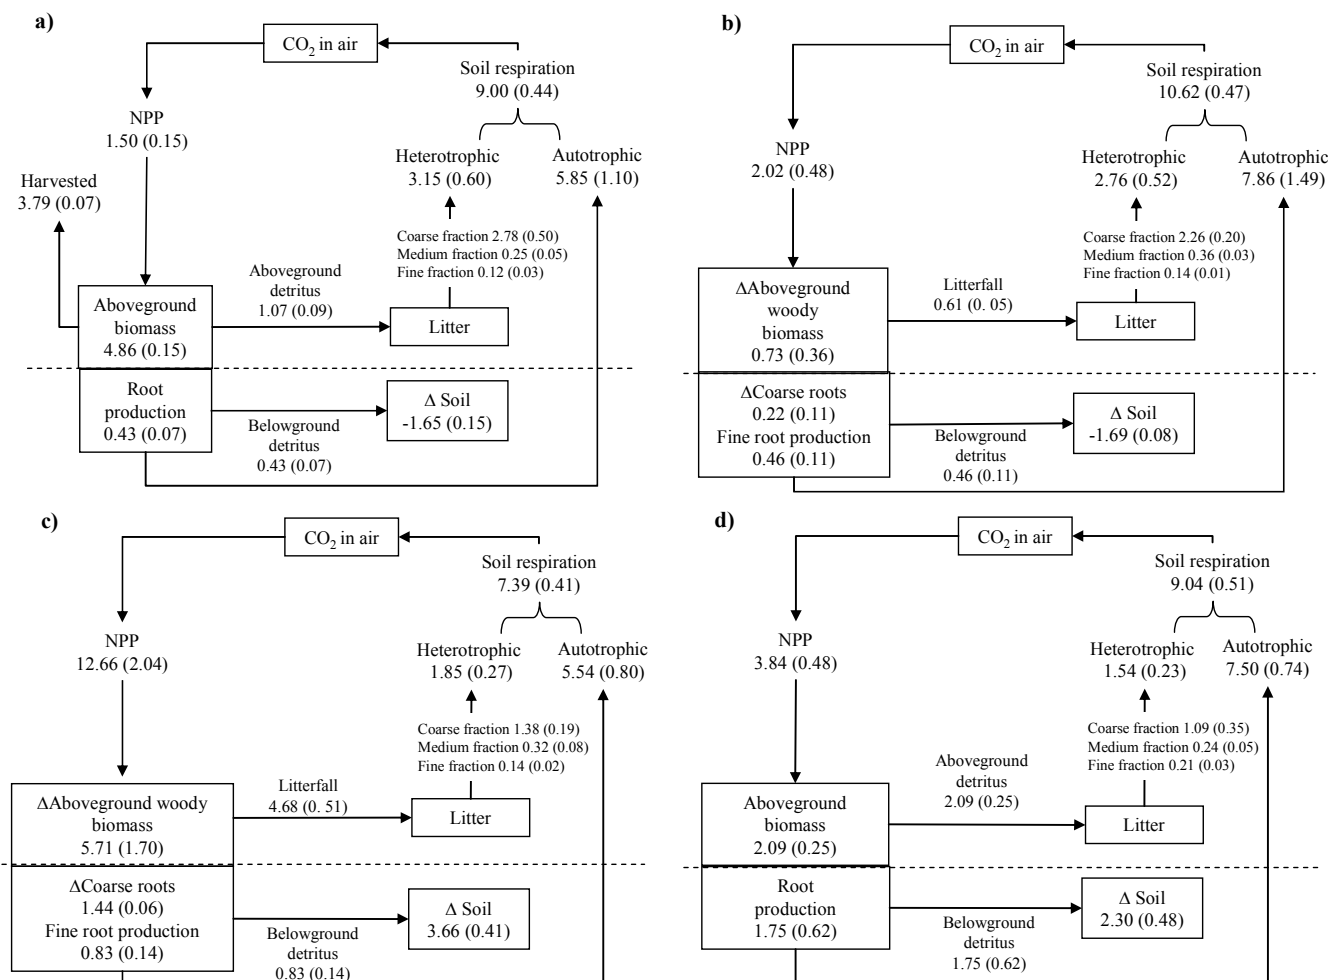 a)
CO2 in air
Soil respiration
9.00 (0.44)
NPP
1.50 (0.15)
Heterotrophic
3.15 (0.60)
Autotrophic
5.85 (1.10)
Harvested
3.79 (0.07)
Coarse fraction 2.78 (0.50)
Medium fraction 0.25 (0.05)
Fine fraction 0.12 (0.03)
Aboveground
detritus
1.07 (0.09)
Aboveground
biomass
4.86 (0.15)
Litter
Root
production
0.43 (0.07)
Δ Soil
-1.65 (0.15)
Belowground
detritus
0.43 (0.07)
b)
CO2 in air
Soil respiration
10.62 (0.47)
NPP
2.02 (0.48)
Heterotrophic
2.76 (0.52)
Autotrophic
7.86 (1.49)
Coarse fraction 2.26 (0.20)
Medium fraction 0.36 (0.03)
Fine fraction 0.14 (0.01)
ΔAboveground
woody
biomass
0.73 (0.36)
Litterfall
0.61 (0. 05)
Litter
ΔCoarse roots
0.22 (0.11)
Fine root production
0.46 (0.11)
Δ Soil
-1.69 (0.08)
Belowground
detritus
0.46 (0.11)
c)
CO2 in air
Soil respiration
7.39 (0.41)
NPP
12.66 (2.04)
Heterotrophic
1.85 (0.27)
Autotrophic
5.54 (0.80)
Coarse fraction 1.38 (0.19)
Medium fraction 0.32 (0.08)
Fine fraction 0.14 (0.02)
ΔAboveground woody
biomass
5.71 (1.70)
Litterfall
4.68 (0. 51)
Litter
ΔCoarse roots
1.44 (0.06)
Fine root production
0.83 (0.14)
Δ Soil
3.66 (0.41)
Belowground
detritus
0.83 (0.14)
d)
CO2 in air
Soil respiration
9.04 (0.51)
NPP
3.84 (0.48)
Heterotrophic
1.54 (0.23)
Autotrophic
7.50 (0.74)
Coarse fraction 1.09 (0.35)
Medium fraction 0.24 (0.05)
Fine fraction 0.21 (0.03)
Aboveground
detritus
2.09 (0.25)
Aboveground
biomass
2.09 (0.25)
Litter
Root
production
1.75 (0.62)
Δ Soil
2.30 (0.48)
Belowground
detritus
1.75 (0.62)